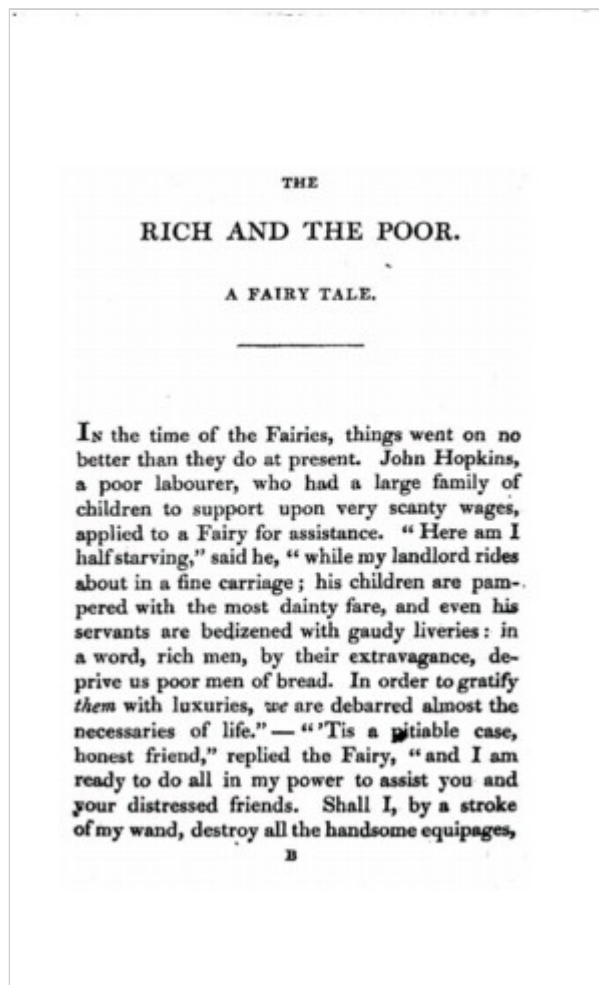 THE
RICH AND THE POOR.
A FAIRY TALE.
IN the time of the Fairies, things went on no
better than they do at present. John Hopkins,
a poor labourer, who had a large family of
children to support upon very scanty wages,
applied to a Fairy for assistance. “ Here am I
half starving,” said he, “ while my landlord rides
about in a fine carriage ; his children are pam-
pered with the most dainty fare, and even his
servants are bedizened with gaudy liveries : in
a word, rich men, by their extravagance, de-
prive us poor men of bread. In order to gratify
them with luxuries, we are debarred almost the
necessaries of life.” — “ ’Tis a pitiable case,
honest friend,” replied the Fairy, “ and I am
ready to do all in my power to assist you and
your distressed friends. Shall I, by a stroke
of my wand, destroy all the handsome equipages,
B